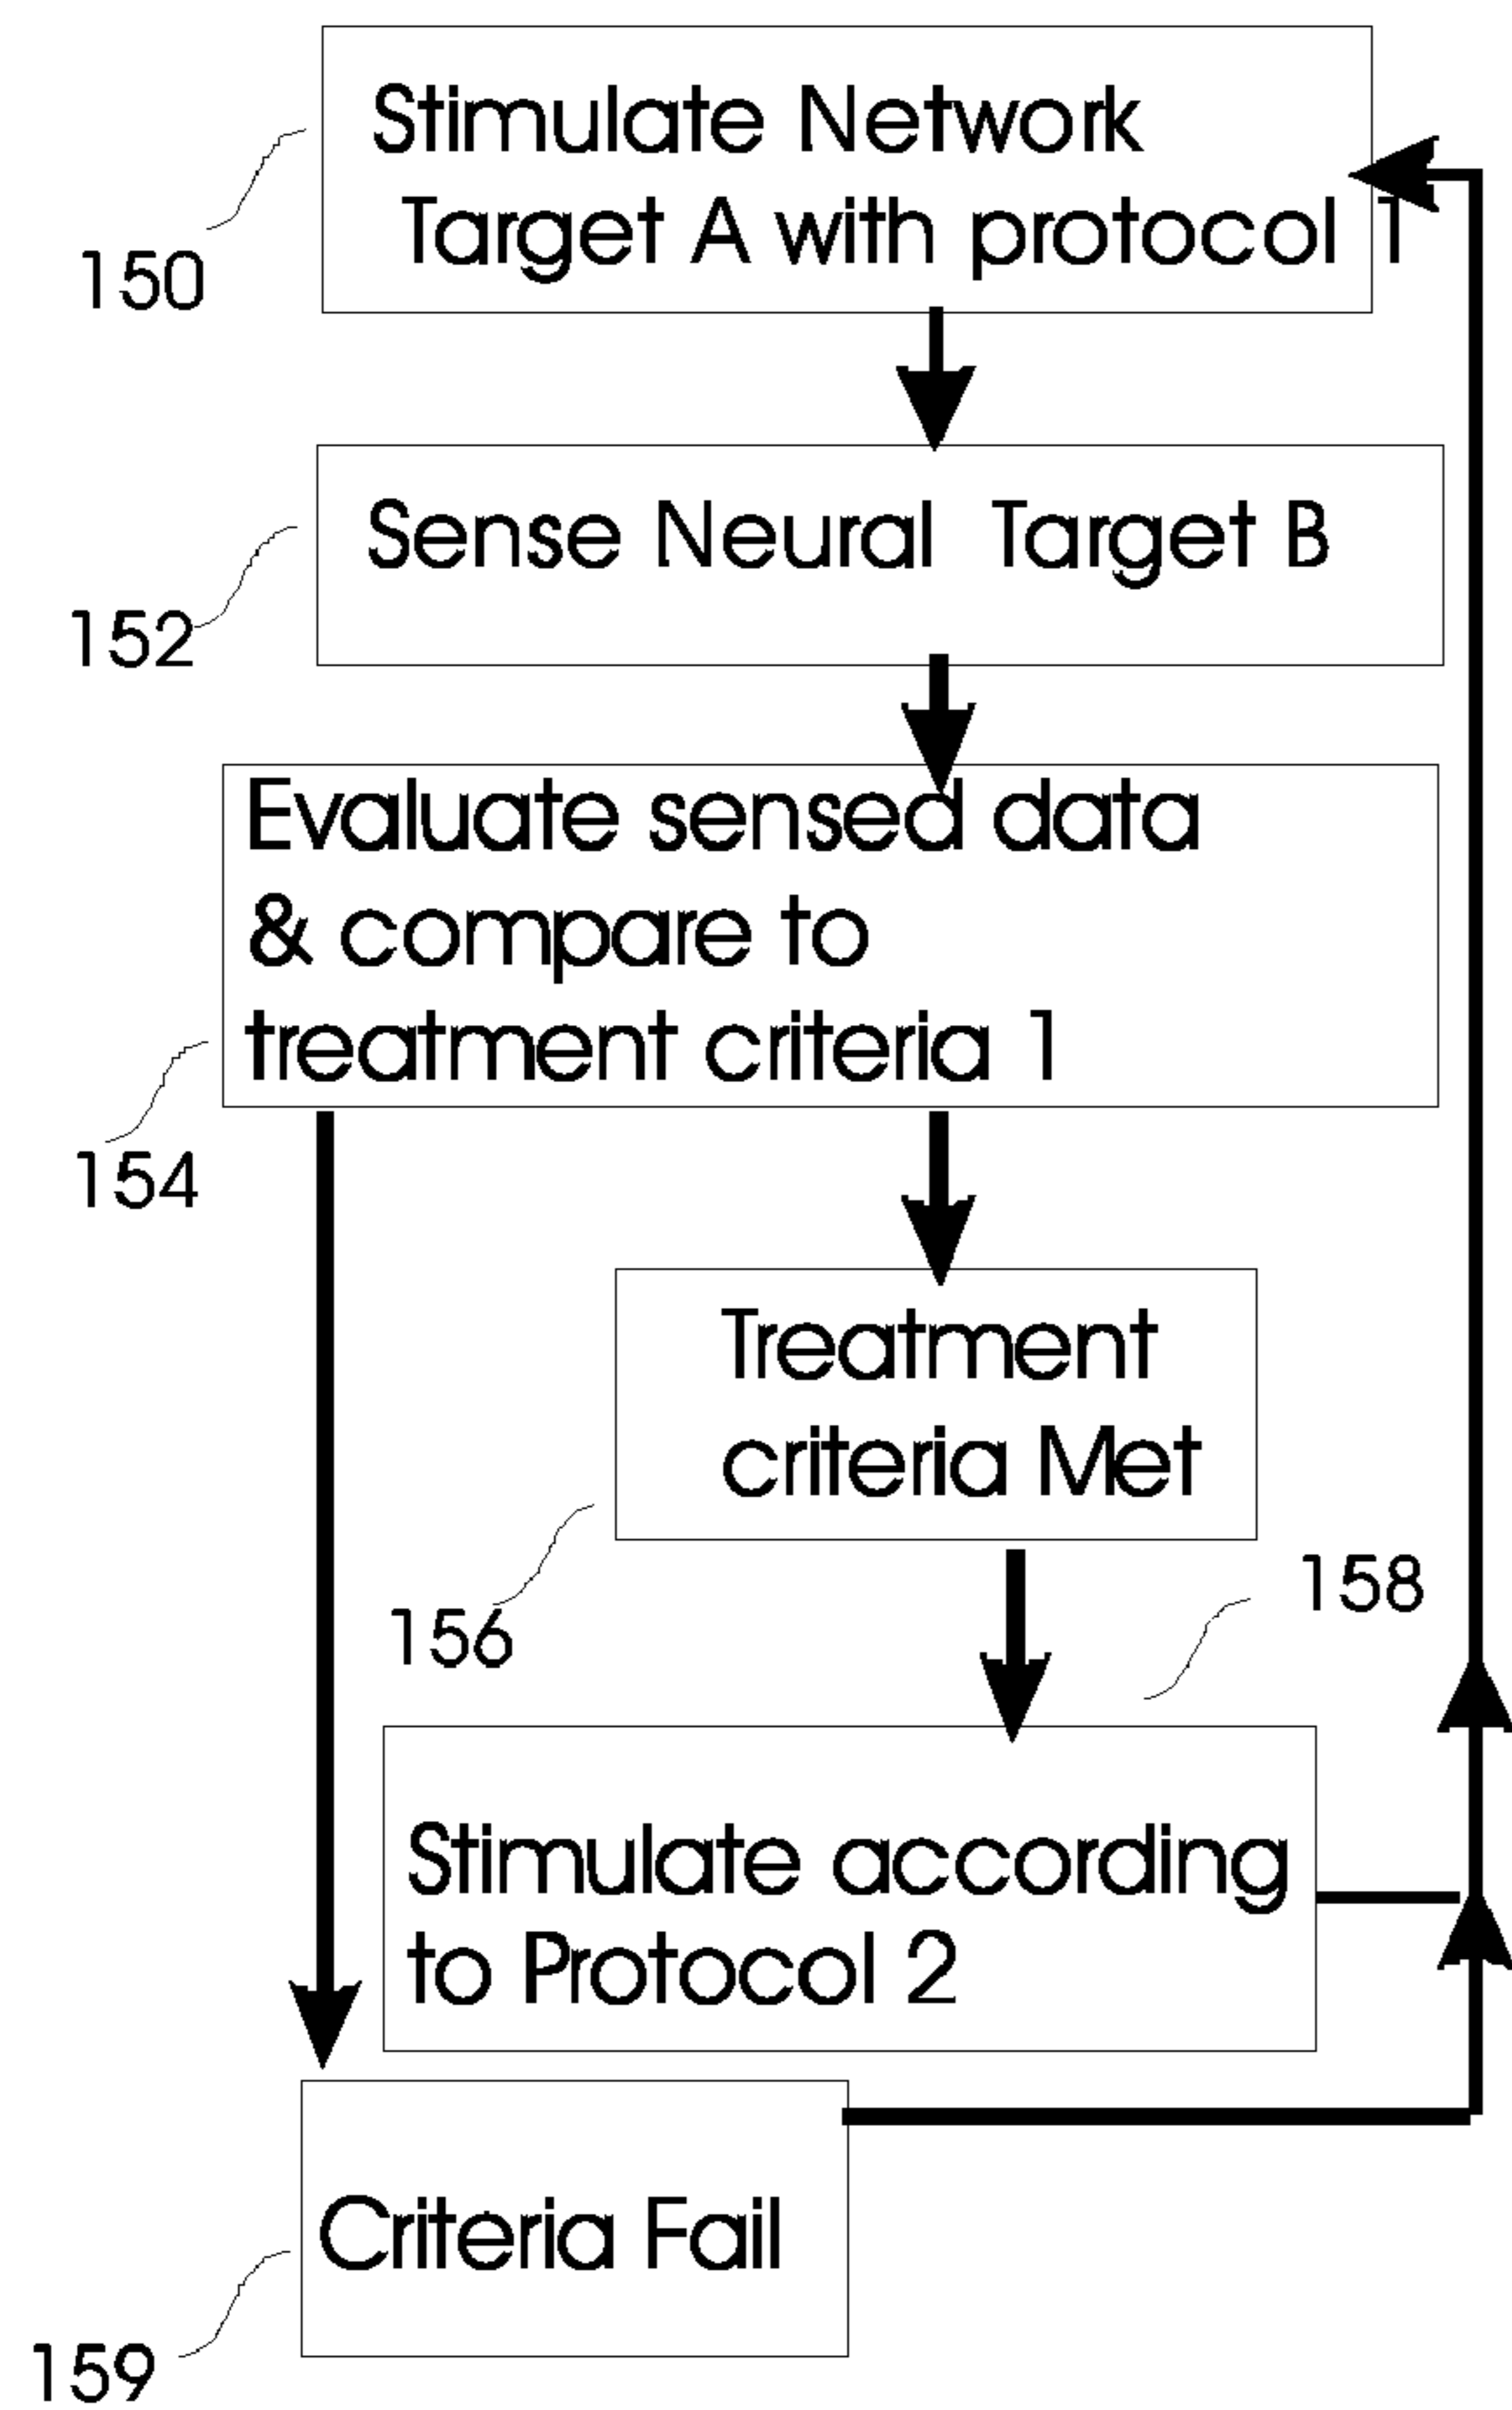 Stimulate Network
Target A with protocol 1
150
Sense Neural Target B
152
Evaluate sensed data
& compare to
treatment criteria 1
154
Treatment
criteria Met
156
158
Stimulate according
to Protocol 2
Criteria Fail
159